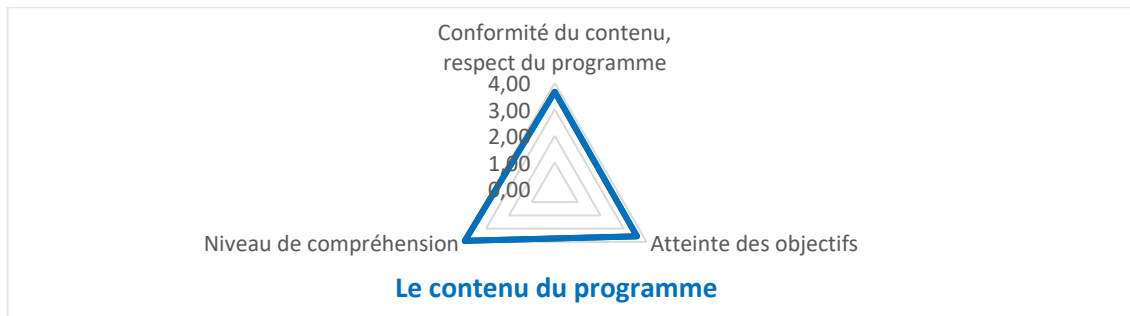 Conformité du contenu,
respect du programme
4,00
3,00
2,00
1,00
0,00
Niveau de compréhension
Atteinte des objectifs
Le contenu du programme